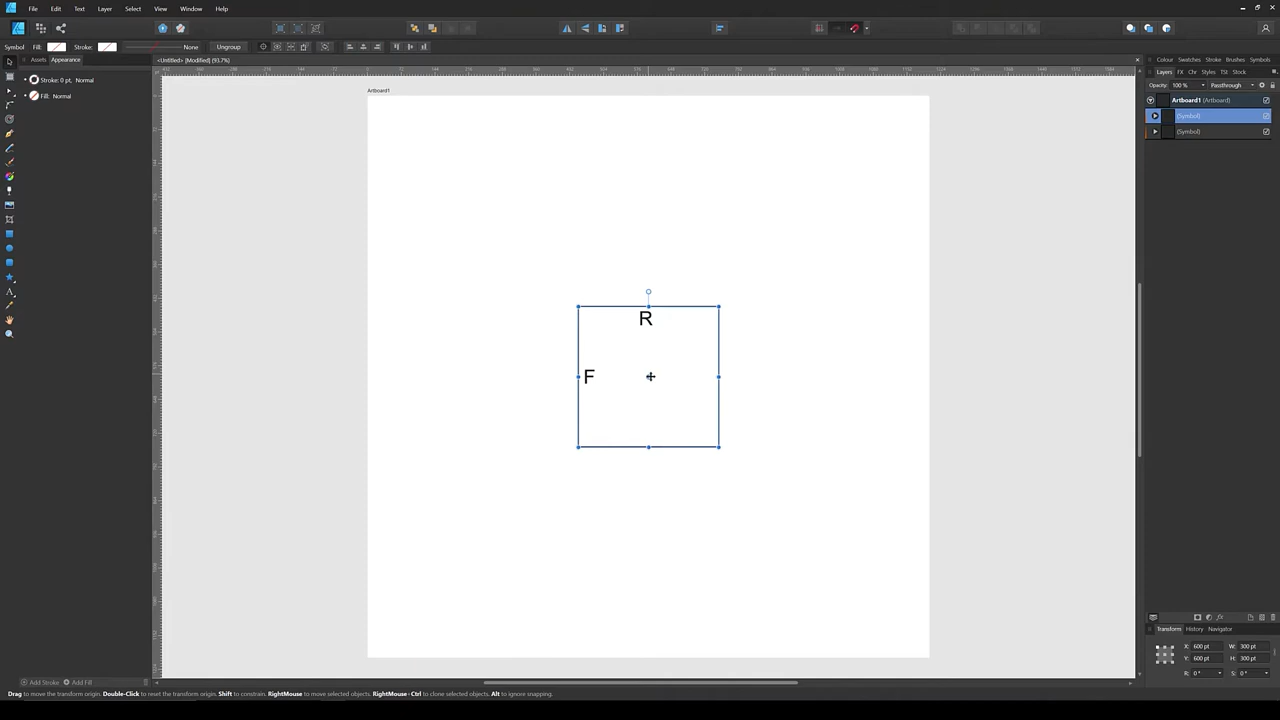 File Edit Text Layer Select View Window Help
Symbol Fill: Stroke: None Ungroup
Assets Appearance
Stroke: 0 pt, Normal
Fill: Normal
<Untitled> [Modified] (93.7%)
Artboard1
R
F
Colour Swatches Stroke Brushes Symbols
Layers FX Chr Styles TSt Stock
Opacity: 100 % Passthrough
Artboard1 (Artboard)
(Symbol)
(Symbol)
Transform History Navigator
X: 600 pt W: 300 pt
Y: 600 pt H: 300 pt
R: 0 ° S: 0 °
Add Stroke Add Fill
Drag to move the transform origin. Double-Click to reset the transform origin. Shift to constrain. RightMouse to move selected objects. RightMouse+Ctrl to clone selected objects. Alt to ignore snapping.